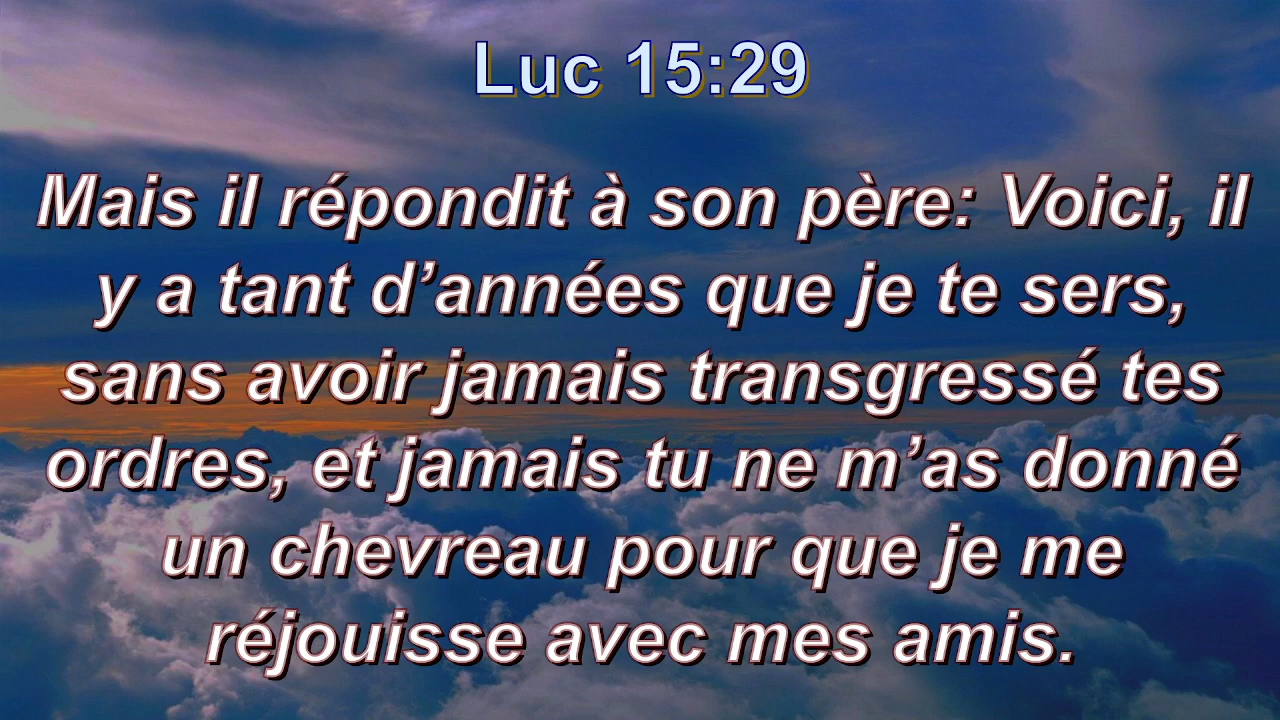 Luc 15:29
Mais il répondit à son père: Voici, il
y a tant d’années que je te sers,
sans avoir jamais transgressé tes
ordres, et jamais tu ne m’as donné
un chevreau pour que je me
réjouisse avec mes amis.